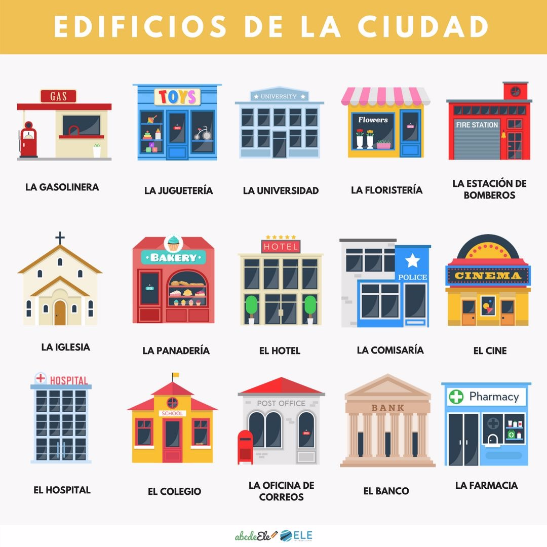 EDIFICIOS DE LA CIUDAD
GAS
TOYS
UNIVERSITY
Flowers
FIRE STATION
LA GASOLINERA
LA JUGUETERÍA
LA UNIVERSIDAD
LA FLORISTERÍA
LA ESTACIÓN DE
BOMBEROS
BAKERY
HOTEL
POLICE
CINEMA
LA IGLESIA
LA PANADERÍA
EL HOTEL
LA COMISARÍA
EL CINE
HOSPITAL
SCHOOL
POST OFFICE
BANK
Pharmacy
EL HOSPITAL
EL COLEGIO
LA OFICINA DE
CORREOS
EL BANCO
LA FARMACIA
abcdeEle
ELE